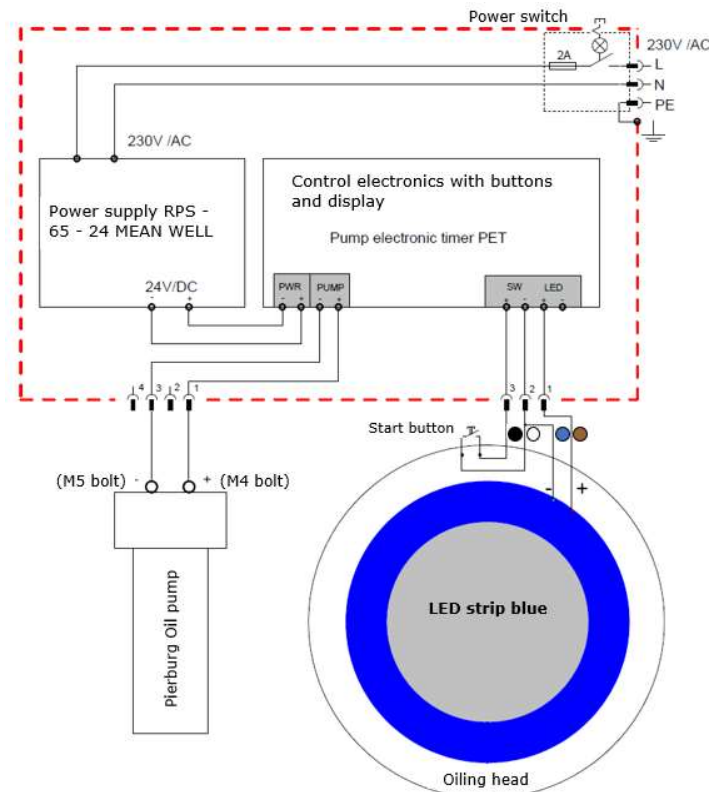 Power switch
230V /AC
2A
L
N
PE
230V /AC
Power supply RPS -
65 - 24 MEAN WELL
24V/DC
- +
Control electronics with buttons
and display
Pump electronic timer PET
PWR PUMP
- + - +
SW LED
+ - + -
4 3 2 1
3 2 1
Start button
(M5 bolt) - + (M4 bolt)
- +
Pierburg Oil pump
LED strip blue
Oiling head